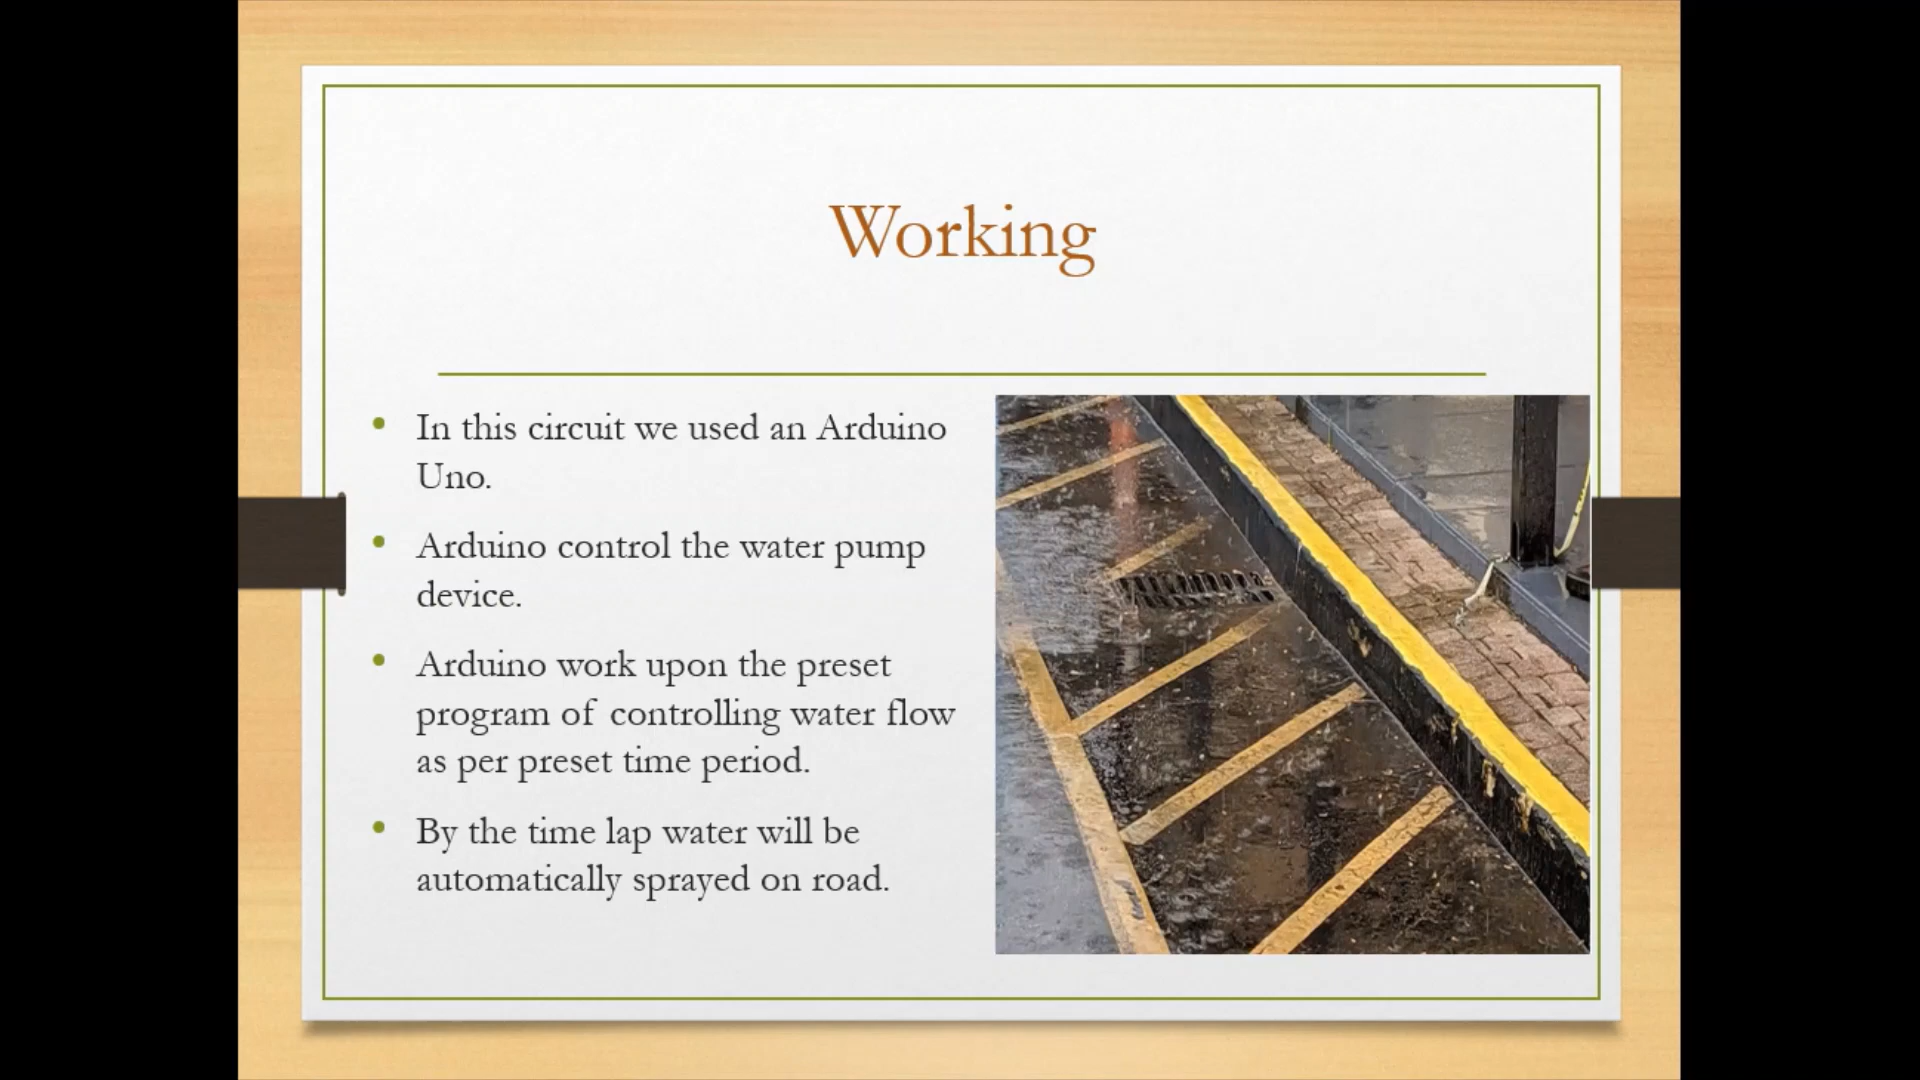 Working
In this circuit we used an Arduino
Uno.
Arduino control the water pump
device.
Arduino work upon the preset
program of controlling water flow
as per preset time period.
By the time lap water will be
automatically sprayed on road.